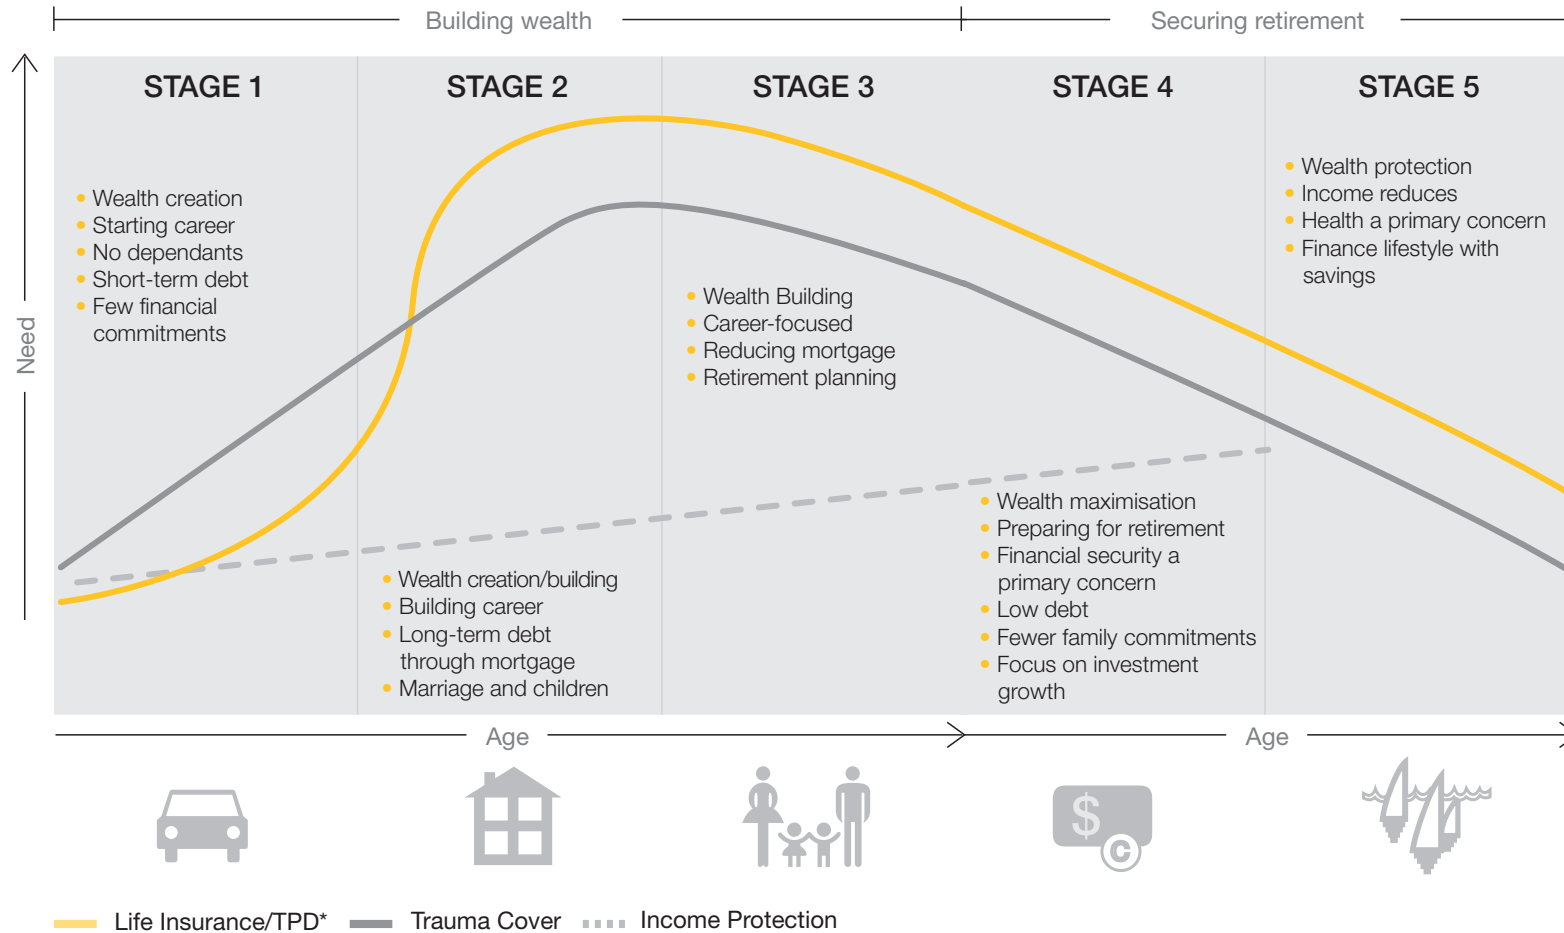 Building wealth
Securing retirement
STAGE 1
STAGE 2
STAGE 3
STAGE 4
STAGE 5
Need
• Wealth creation
• Starting career
• No dependants
• Short-term debt
• Few financial
commitments
• Wealth creation/building
• Building career
• Long-term debt
through mortgage
• Marriage and children
• Wealth Building
• Career-focused
• Reducing mortgage
• Retirement planning
• Wealth maximisation
• Preparing for retirement
• Financial security a
primary concern
• Low debt
• Fewer family commitments
• Focus on investment
growth
• Wealth protection
• Income reduces
• Health a primary concern
• Finance lifestyle with
savings
Age
Age
$
C
Life Insurance/TPD*
Trauma Cover
Income Protection